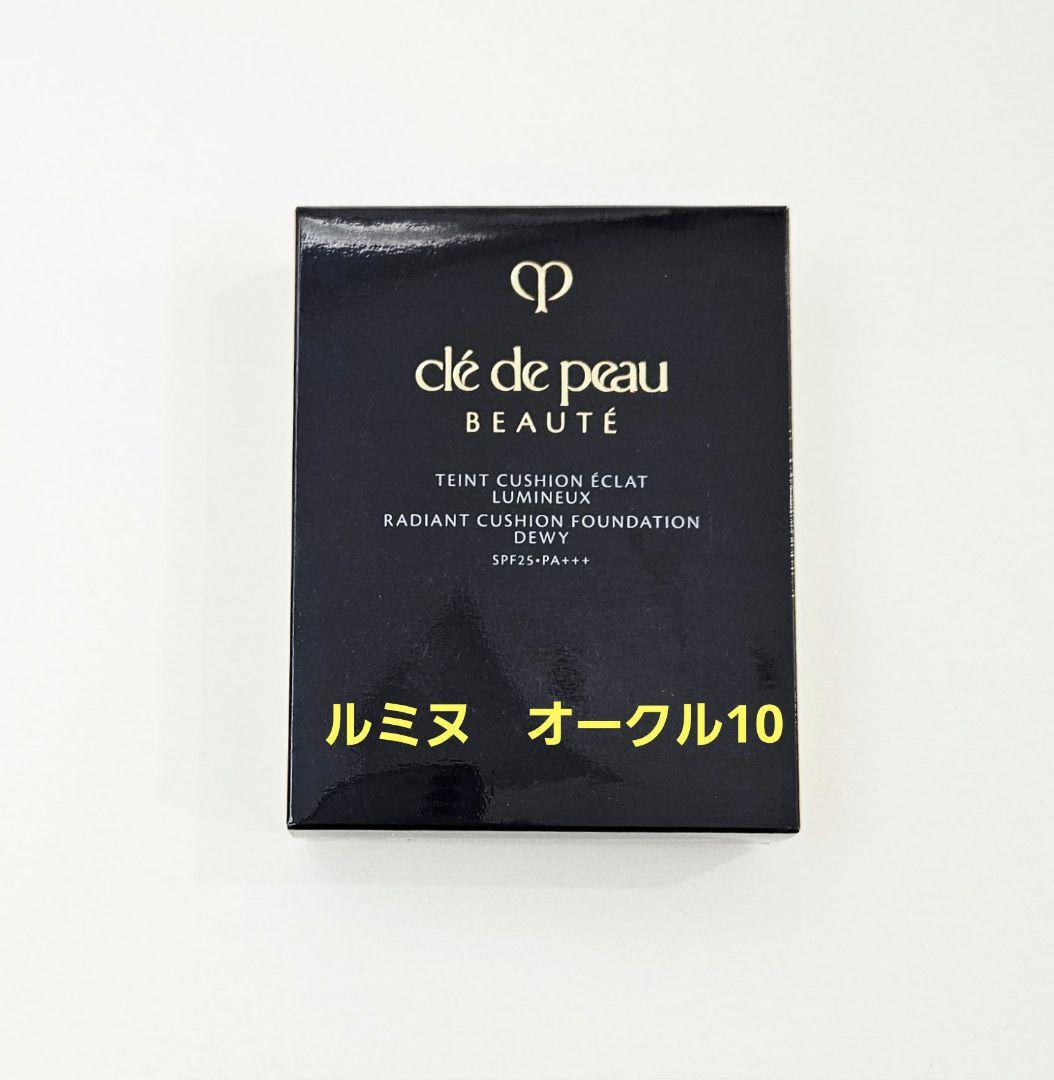 clé de peau
BEAUTÉ
TEINT CUSHION ÉCLAT
LUMINEUX
RADIANT CUSHION FOUNDATION
DEWY
SPF25•PA+++
ルミヌ　オークル10